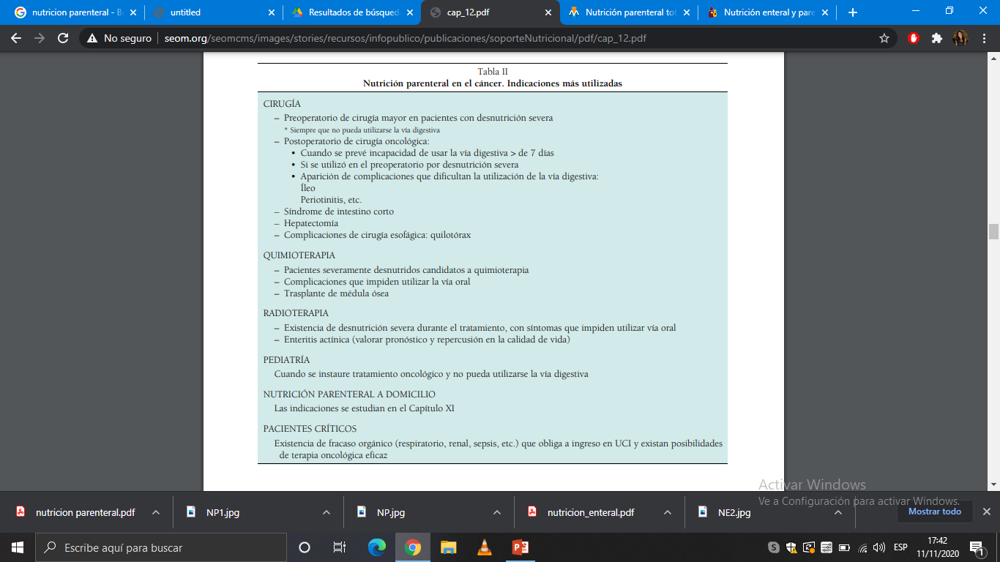 nutricion parenteral - B
untitled
Resultados de búsqued
cap_12.pdf
Nutrición parenteral tot
Nutrición enteral y pare
No seguro
seom.org/seomcms/images/stories/recursos/infopublico/publicaciones/soporteNutricional/pdf/cap_12.pdf
Tabla II
Nutrición parenteral en el cáncer. Indicaciones más utilizadas
CIRUGÍA
– Preoperatorio de cirugía mayor en pacientes con desnutrición severa
* Siempre que no pueda utilizarse la vía digestiva
– Postoperatorio de cirugía oncológica:
• Cuando se prevé incapacidad de usar la vía digestiva > de 7 días
• Si se utilizó en el preoperatorio por desnutrición severa
• Aparición de complicaciones que dificultan la utilización de la vía digestiva:
Íleo
Periotinitis, etc.
– Síndrome de intestino corto
– Hepatectomía
– Complicaciones de cirugía esofágica: quilotórax
QUIMIOTERAPIA
– Pacientes severamente desnutridos candidatos a quimioterapia
– Complicaciones que impiden utilizar la vía oral
– Trasplante de médula ósea
RADIOTERAPIA
– Existencia de desnutrición severa durante el tratamiento, con síntomas que impiden utilizar vía oral
– Enteritis actínica (valorar pronóstico y repercusión en la calidad de vida)
PEDIATRÍA
Cuando se instaure tratamiento oncológico y no pueda utilizarse la vía digestiva
NUTRICIÓN PARENTERAL A DOMICILIO
Las indicaciones se estudian en el Capítulo XI
PACIENTES CRÍTICOS
Existencia de fracaso orgánico (respiratorio, renal, sepsis, etc.) que obliga a ingreso en UCI y existan posibilidades
de terapia oncológica eficaz
Activar Windows
Ve a Configuración para activar Windows.
nutricion parenteral.pdf
NP1.jpg
NP.jpg
nutricion_enteral.pdf
NE2.jpg
Mostrar todo
Escribe aquí para buscar
ESP
17:42
11/11/2020
1